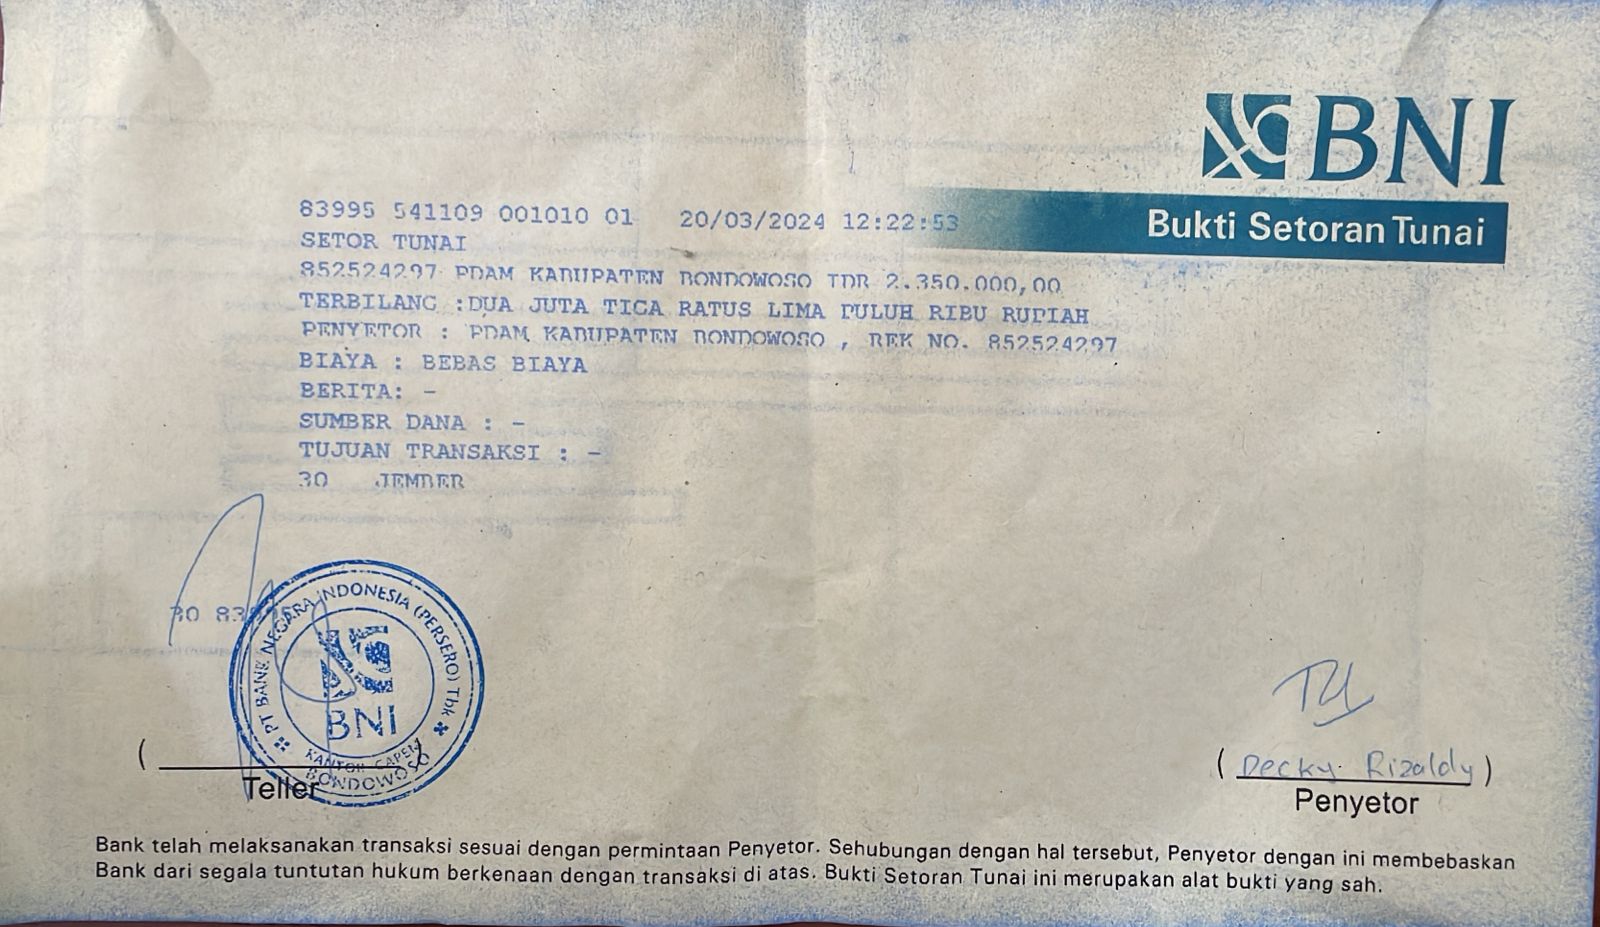 BNI
Bukti Setoran Tunai
83995 541109 001010 01 20/03/2024 12:22:53
SETOR TUNAI
852524297 PDAM KABUPATEN BONDOWOSO IDR 2.350.000,00
TERBILANG :DUA JUTA TIGA RATUS LIMA PULUH RIBU RUPIAH
PENYETOR : PDAM KABUPATEN BONDOWOSO , REK NO. 852524297
BIAYA : BEBAS BIAYA
BERITA: -
SUMBER DANA : -
TUJUAN TRANSAKSI : -
30 JEMBER
30
PT BANK NEGARA INDONESIA (PERSERO) Tbk
BNI
KANTOR CAPEM
BONDOWOSO
( Decky Rizaldy )
Teller
Penyetor
Bank telah melaksanakan transaksi sesuai dengan permintaan Penyetor. Sehubungan dengan hal tersebut, Penyetor dengan ini membebaskan
Bank dari segala tuntutan hukum berkenaan dengan transaksi di atas. Bukti Setoran Tunai ini merupakan alat bukti yang sah.